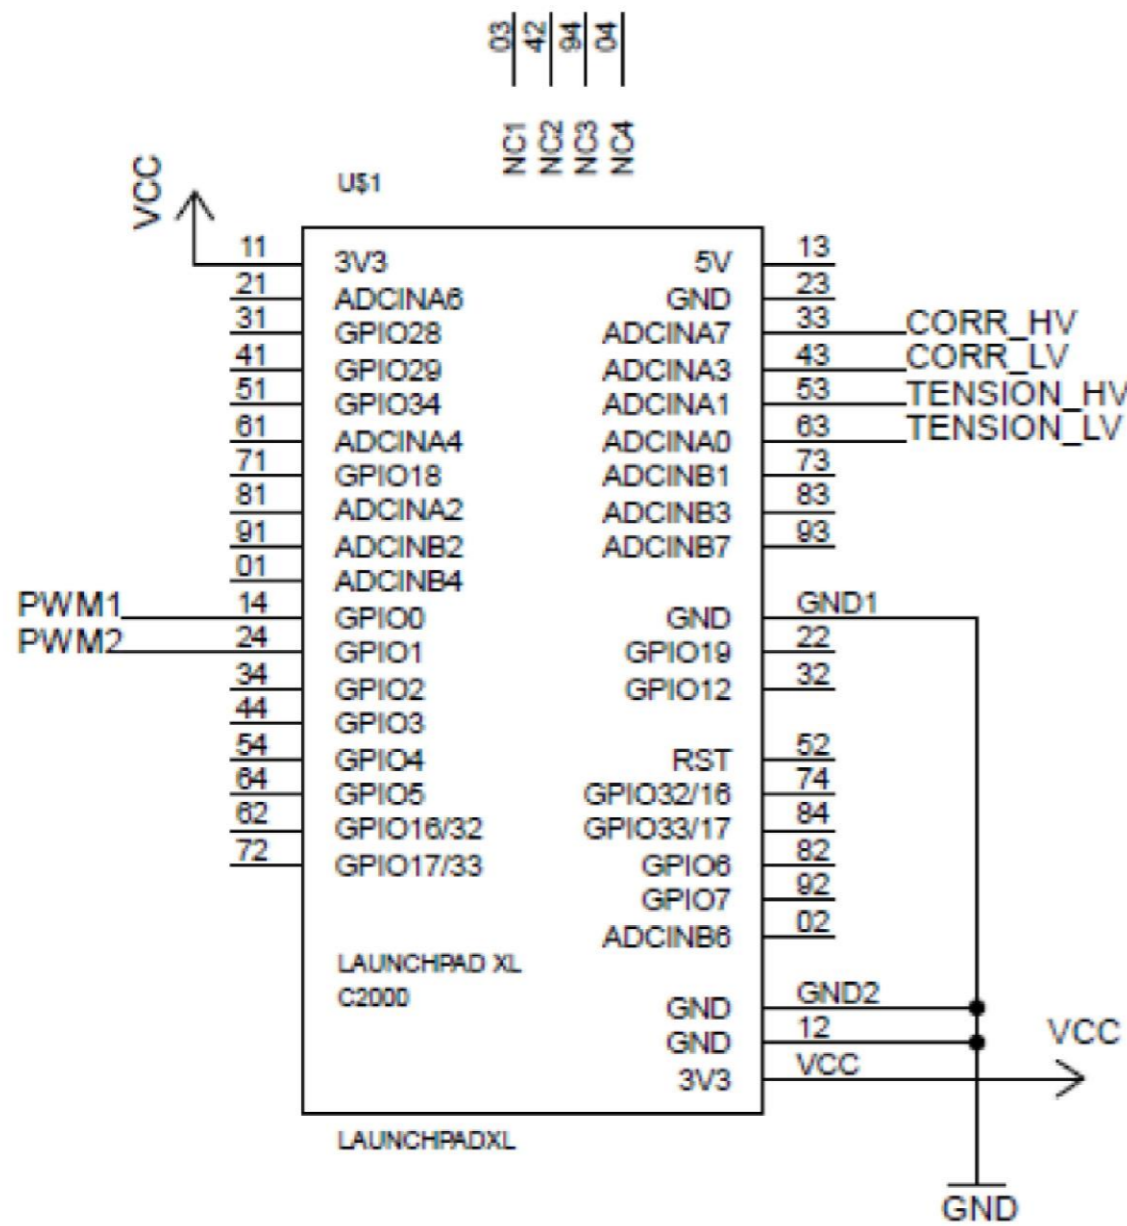 03 42 94 04
NC1 NC2 NC3 NC4
U$1
VCC
11 3V3 5V 13
21 ADCINA6 GND 23
31 GPIO28 ADCINA7 33 CORR_HV
41 GPIO29 ADCINA3 43 CORR_LV
51 GPIO34 ADCINA1 53 TENSION_HV
61 ADCINA4 ADCINA0 63 TENSION_LV
71 GPIO18 ADCINB1 73
81 ADCINA2 ADCINB3 83
91 ADCINB2 ADCINB7 93
01 ADCINB4
PWM1 14 GPIO0 GND GND1
PWM2 24 GPIO1 GPIO19 22
34 GPIO2 GPIO12 32
44 GPIO3
54 GPIO4 RST 52
64 GPIO5 GPIO32/16 74
62 GPIO16/32 GPIO33/17 84
72 GPIO17/33 GPIO6 82
GPIO7 92
ADCINB6 02
LAUNCHPAD XL
C2000 GND GND2
GND 12
3V3 VCC VCC
LAUNCHPADXL
GND